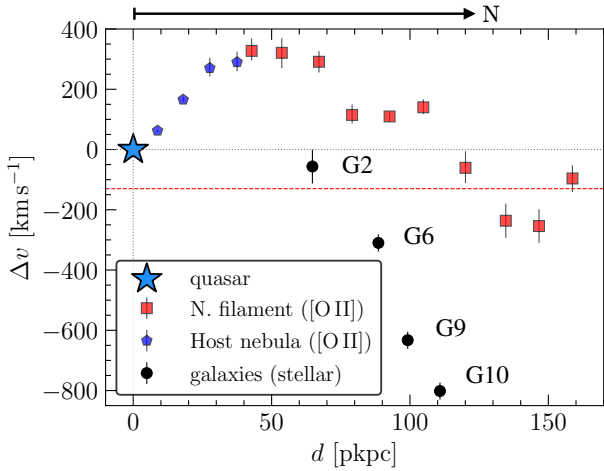 N
400
200
0
−200
−400
−600
−800
Δv [km s⁻¹]
G2
G6
G9
G10
quasar
N. filament ([O II])
Host nebula ([O II])
galaxies (stellar)
0 50 100 150
d [pkpc]